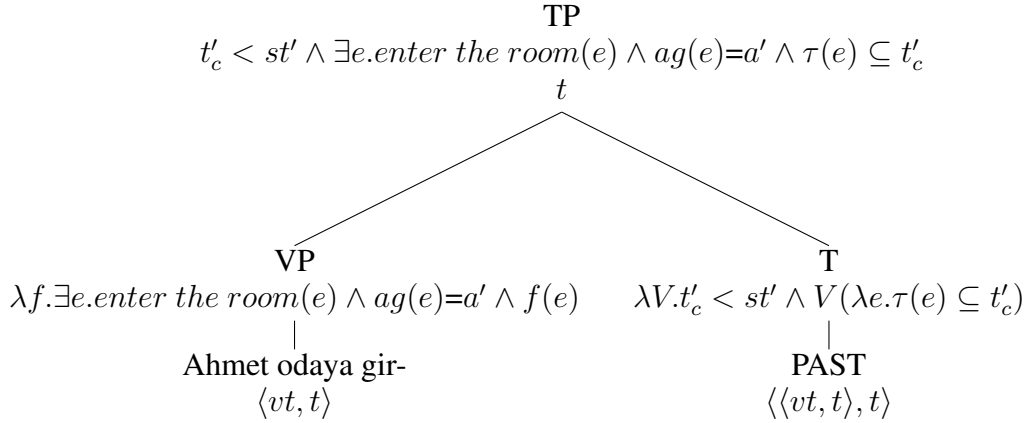 TP
t′c < st′ ∧ ∃e.enter the room(e) ∧ ag(e)=a′ ∧ τ(e) ⊆ t′c
t
VP T
λf.∃e.enter the room(e) ∧ ag(e)=a′ ∧ f(e) λV.t′c < st′ ∧ V(λe.τ(e) ⊆ t′c)
Ahmet odaya gir- PAST
⟨vt, t⟩ ⟨⟨vt, t⟩, t⟩